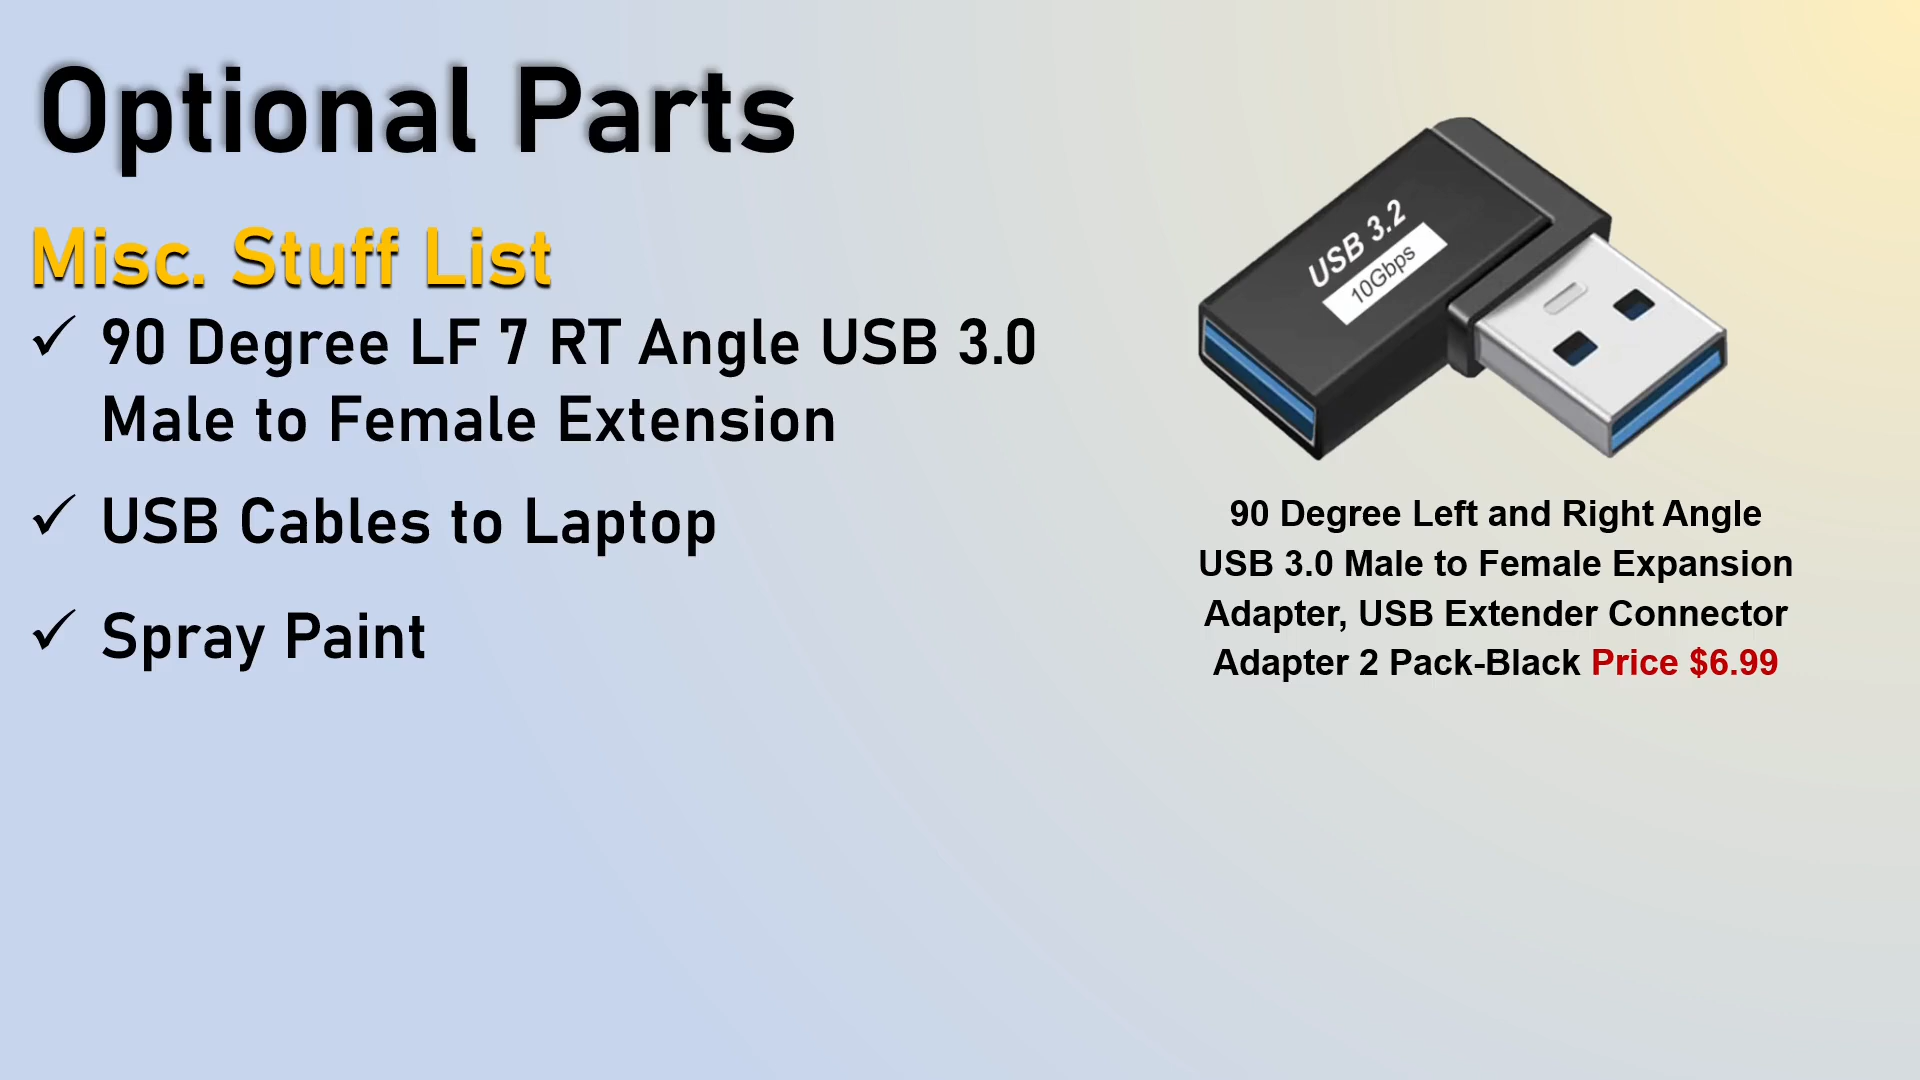 Optional Parts
Misc. Stuff List
✓ 90 Degree LF 7 RT Angle USB 3.0
Male to Female Extension
✓ USB Cables to Laptop
✓ Spray Paint
USB 3.2
10Gbps
90 Degree Left and Right Angle
USB 3.0 Male to Female Expansion
Adapter, USB Extender Connector
Adapter 2 Pack-Black Price $6.99